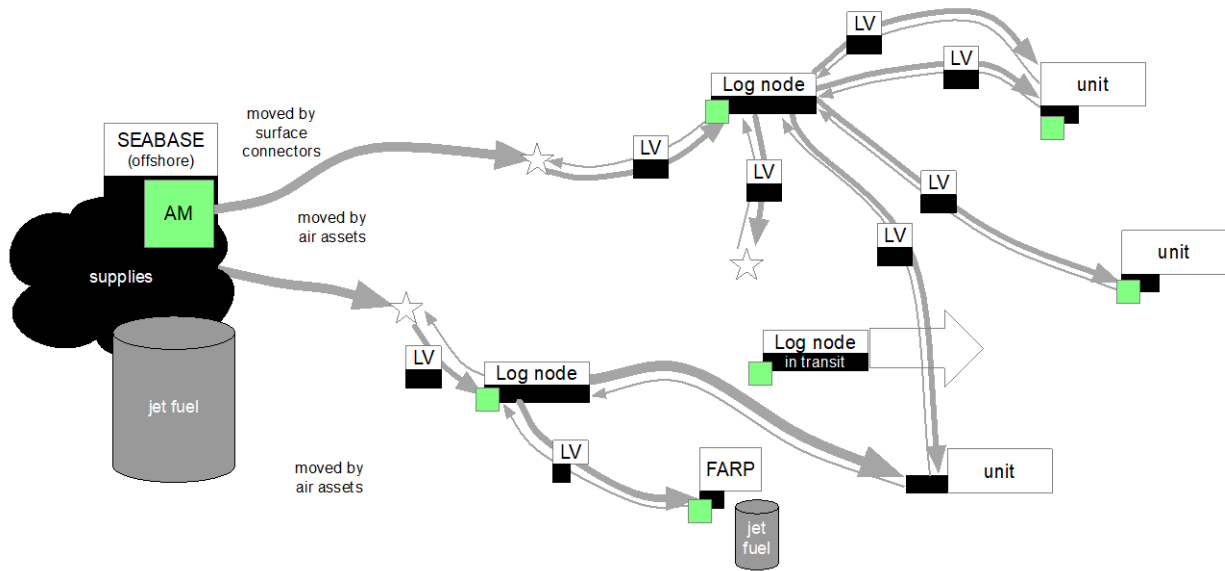 SEABASE
(offshore)
AM
supplies
jet fuel
moved by
surface
connectors
moved by
air assets
moved by
air assets
LV
Log node
LV
LV
LV
unit
LV
LV
unit
LV
Log node
in transit
LV
Log node
LV
FARP
jet
fuel
unit